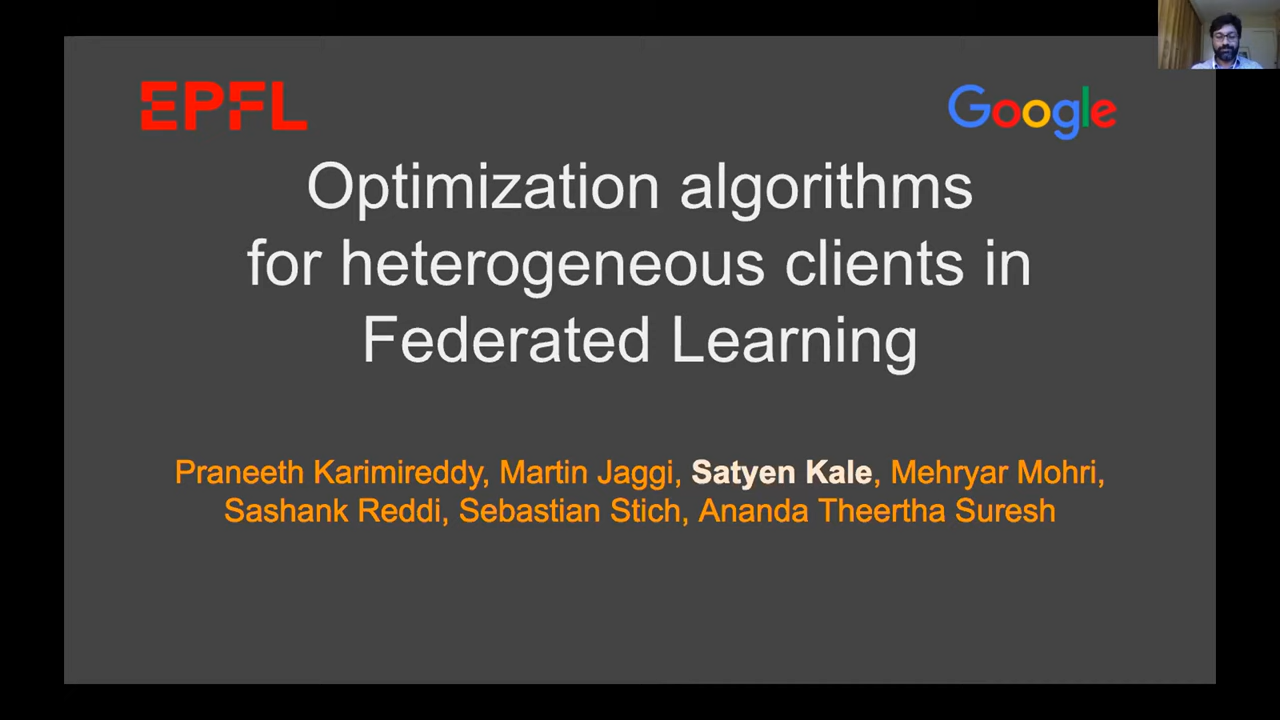 EPFL
Google
Optimization algorithms
for heterogeneous clients in
Federated Learning
Praneeth Karimireddy, Martin Jaggi, Satyen Kale, Mehryar Mohri,
Sashank Reddi, Sebastian Stich, Ananda Theertha Suresh